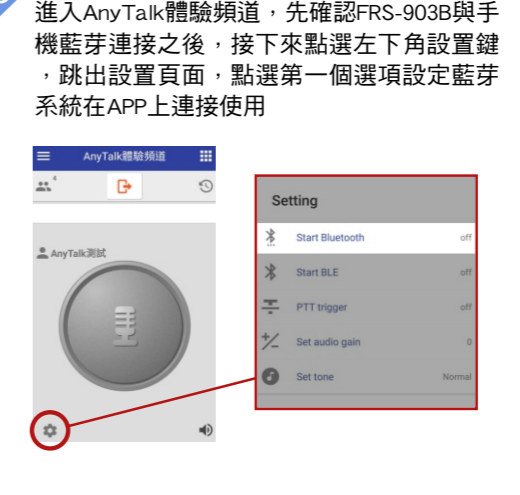 進入AnyTalk體驗頻道，先確認FRS-903B與手
機藍芽連接之後，接下來點選左下角設置鍵
，跳出設置頁面，點選第一個選項設定藍芽
系統在APP上連接使用
AnyTalk體驗頻道
4
AnyTalk測試
Setting
Start Bluetooth off
Start BLE off
PTT trigger off
Set audio gain 0
Set tone Normal